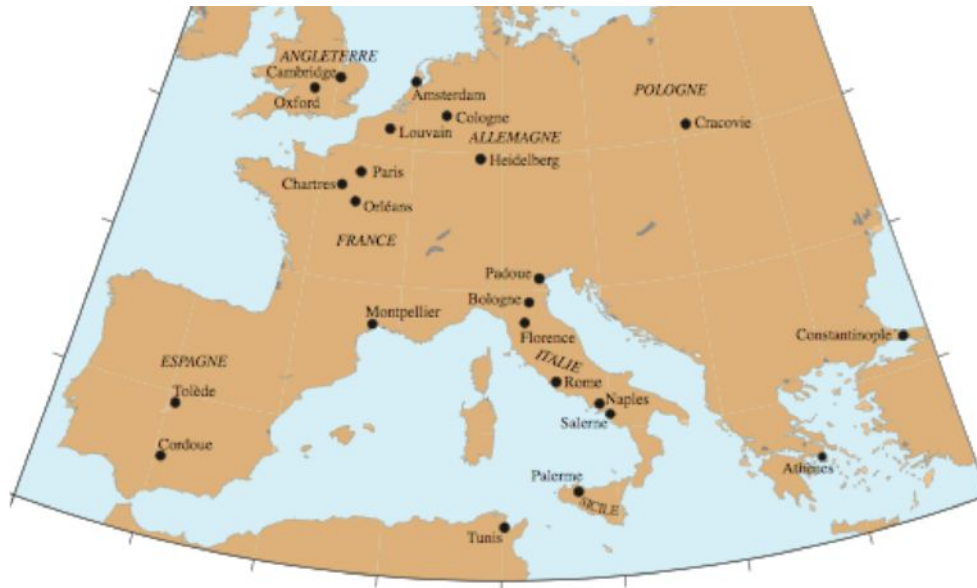 ANGLETERRE
Cambridge
Oxford
Amsterdam
POLOGNE
Cologne
Cracovie
Louvain
ALLEMAGNE
Heidelberg
Paris
Chartres
Orléans
FRANCE
Padoue
Bologne
Montpellier
Florence
Constantinople
ESPAGNE
ITALIE
Rome
Tolède
Naples
Salerne
Cordoue
Athènes
Palerme
SICILE
Tunis